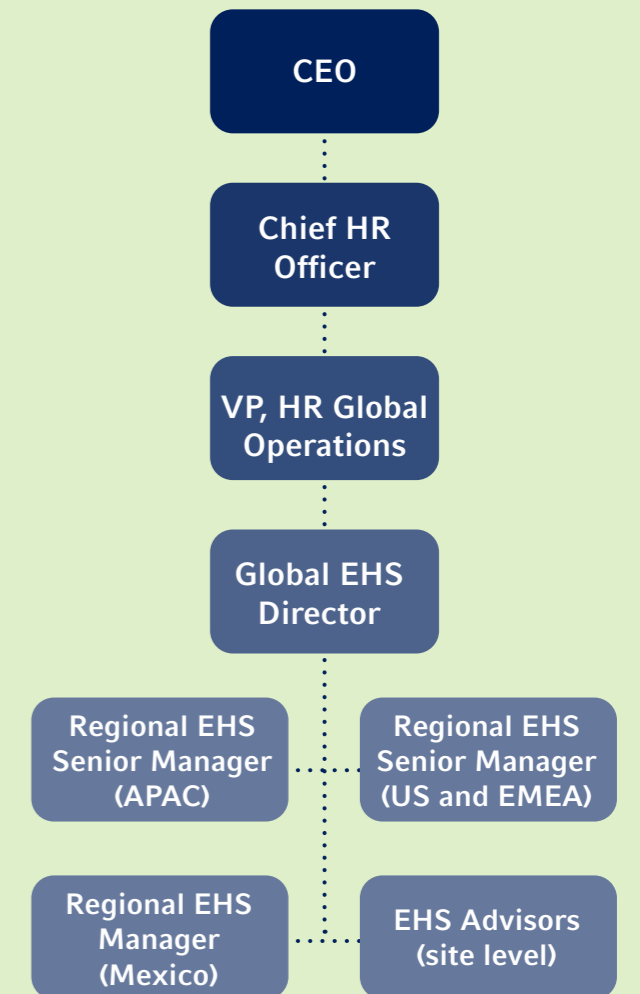 CEO
Chief HR
Officer
VP, HR Global
Operations
Global EHS
Director
Regional EHS
Senior Manager
(APAC)
Regional EHS
Senior Manager
(US and EMEA)
Regional EHS
Manager
(Mexico)
EHS Advisors
(site level)